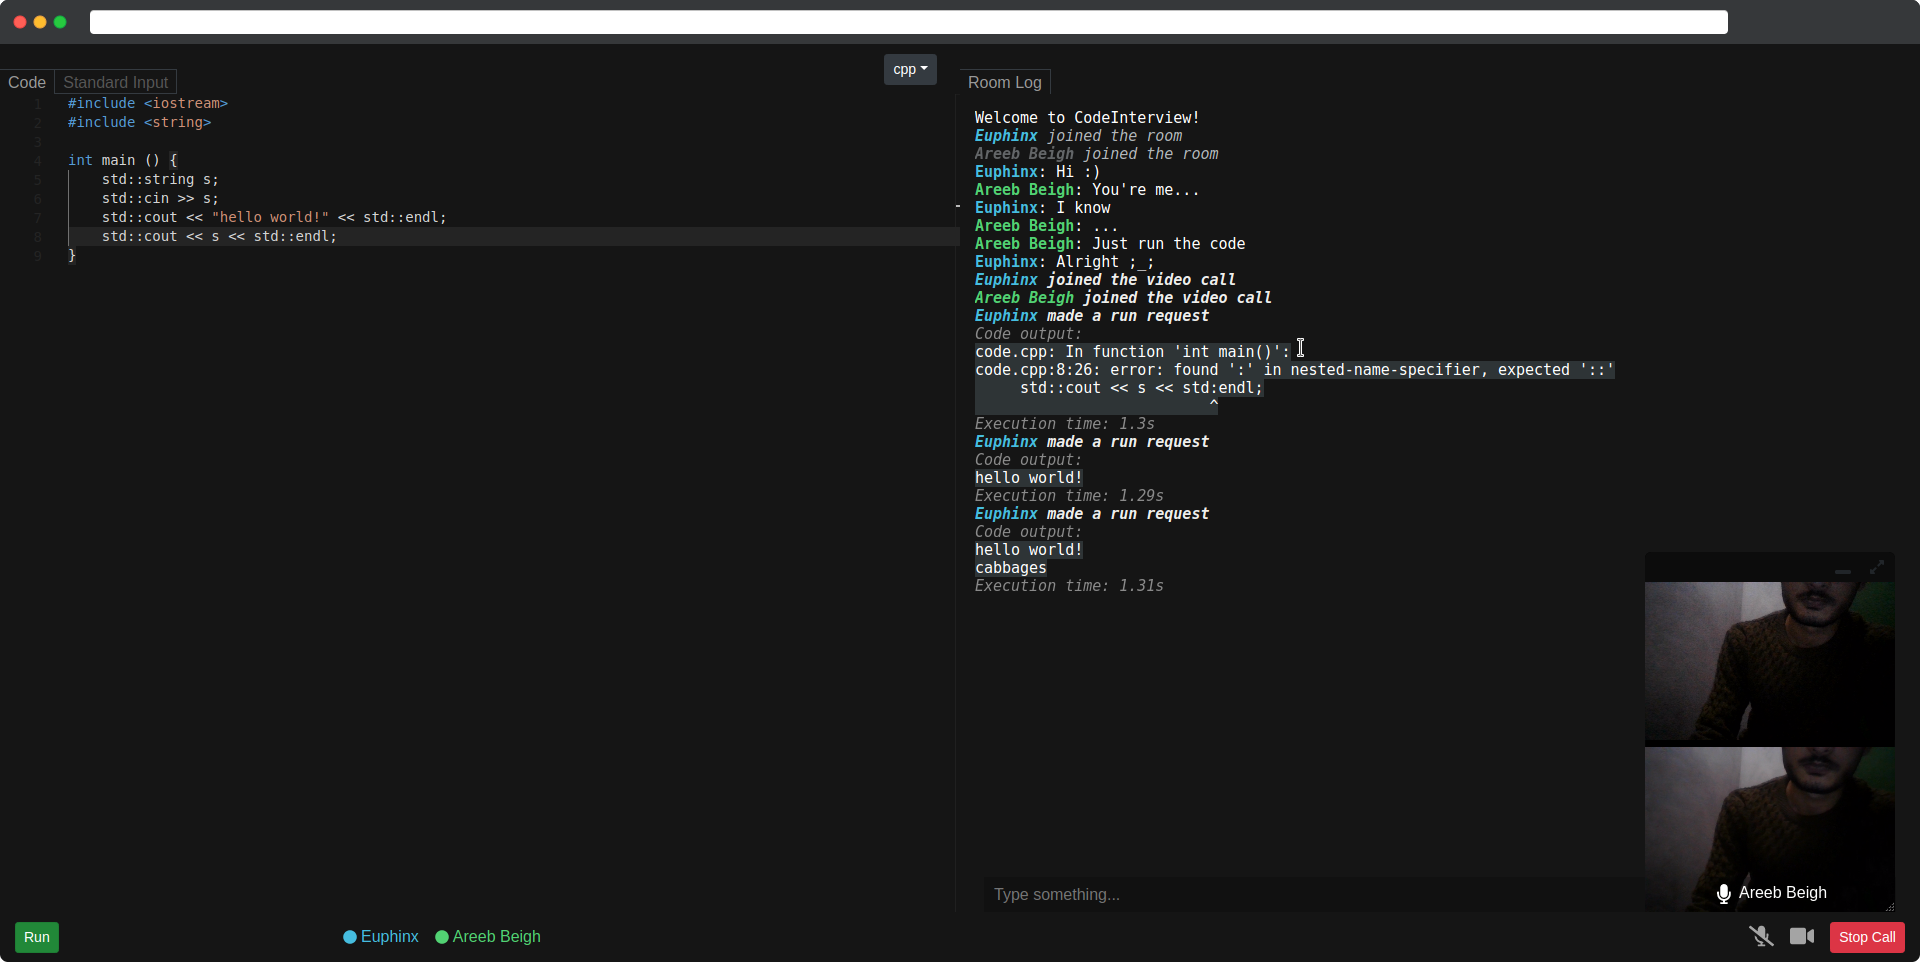 cpp
Code
Standard Input
1 #include <iostream>
2 #include <string>
3
4 int main () {
5     std::string s;
6     std::cin >> s;
7     std::cout << "hello world!" << std::endl;
8     std::cout << s << std::endl;
9 }
Room Log
Welcome to CodeInterview!
Euphinx joined the room
Areeb Beigh joined the room
Euphinx: Hi :)
Areeb Beigh: You're me...
Euphinx: I know
Areeb Beigh: ...
Areeb Beigh: Just run the code
Euphinx: Alright ;_;
Euphinx joined the video call
Areeb Beigh joined the video call
Euphinx made a run request
Code output:
code.cpp: In function 'int main()':
code.cpp:8:26: error: found ':' in nested-name-specifier, expected '::'
     std::cout << s << std:endl;
                          ^
Execution time: 1.3s
Euphinx made a run request
Code output:
hello world!
Execution time: 1.29s
Euphinx made a run request
Code output:
hello world!
cabbages
Execution time: 1.31s
Type something...
Areeb Beigh
Run
Euphinx
Areeb Beigh
Stop Call